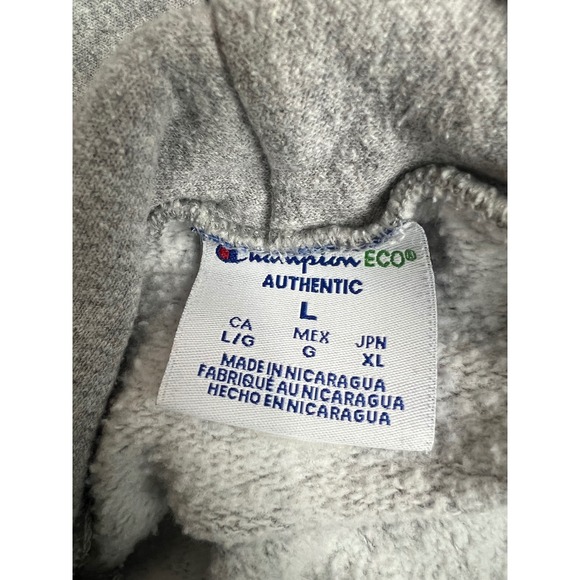 Champion ECO®
AUTHENTIC
L
CA MEX JPN
L/G G XL
MADE IN NICARAGUA
FABRIQUÉ AU NICARAGUA
HECHO EN NICARAGUA